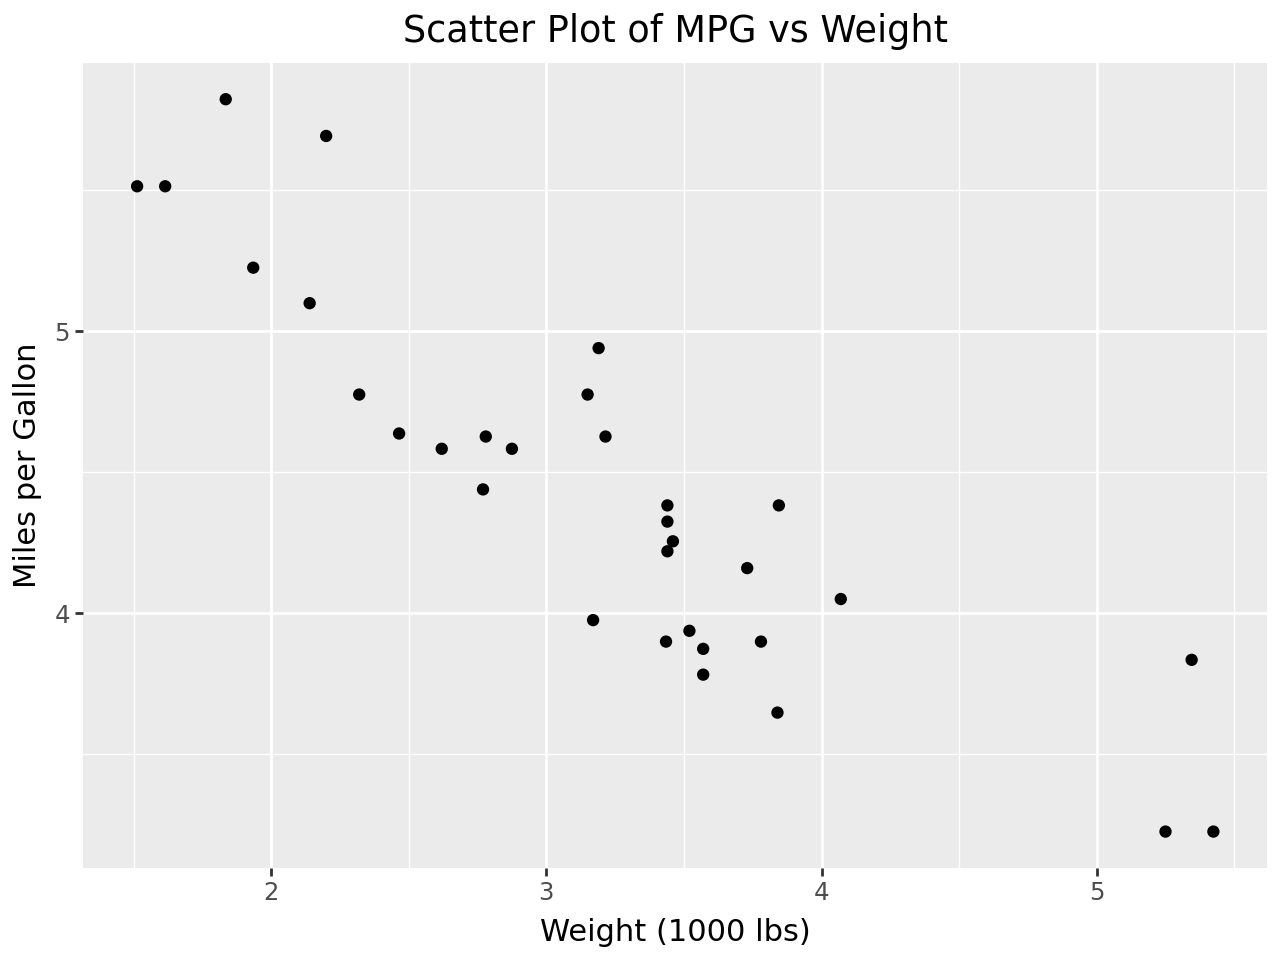 Scatter Plot of MPG vs Weight
5
4
Miles per Gallon
2 3 4 5
Weight (1000 lbs)